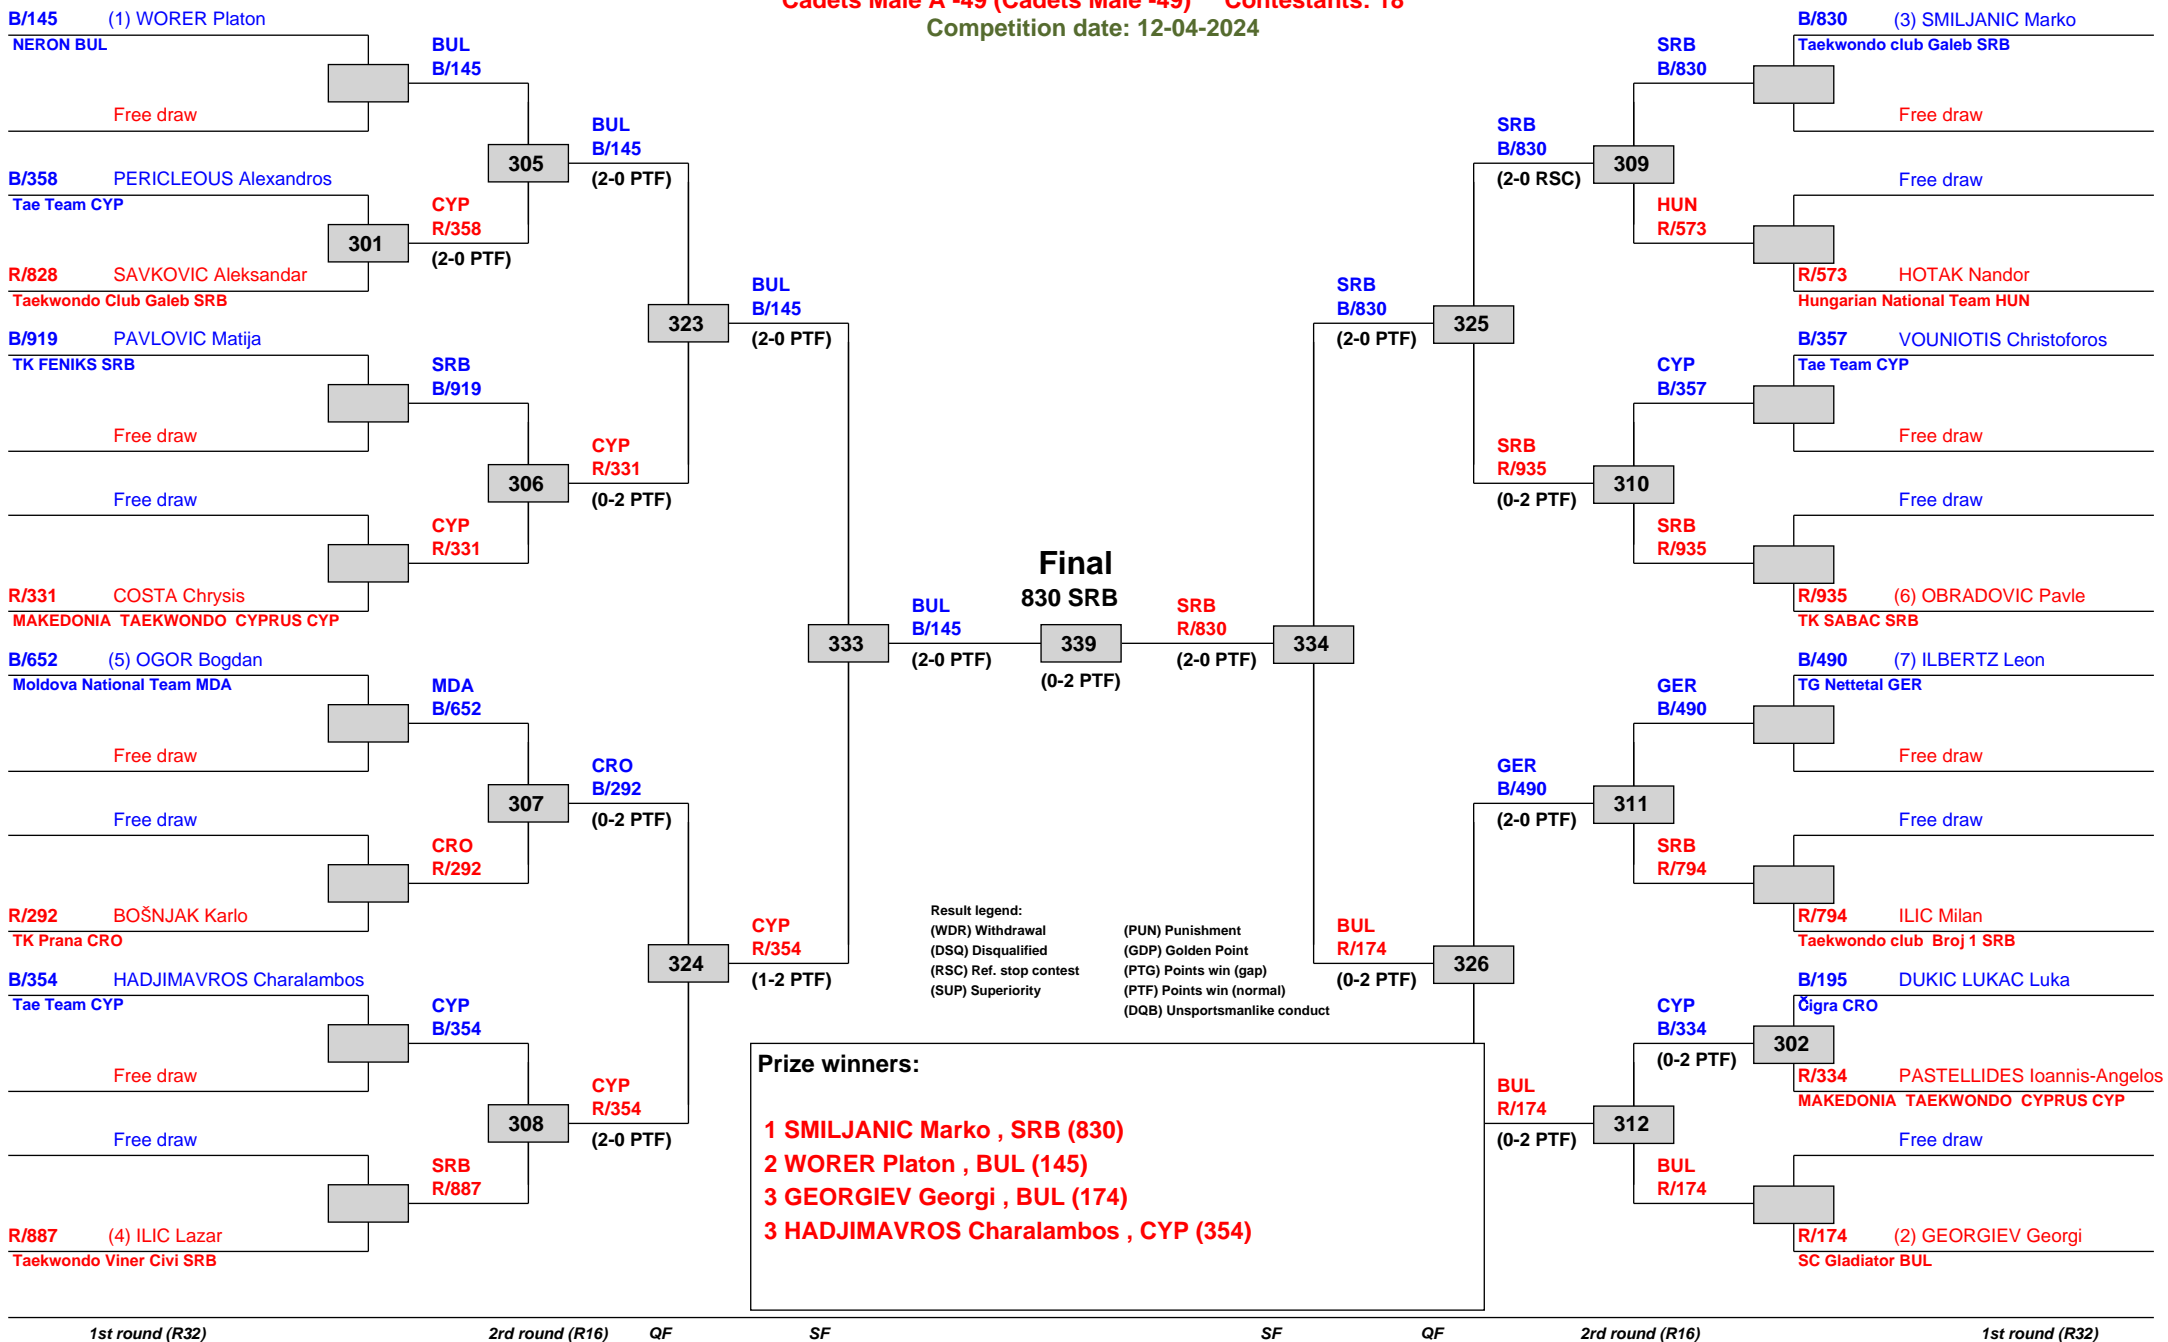 Cadets Male A -49 (Cadets Male -49) Contestants: 18
Competition date: 12-04-2024
B/145 (1) WORER Platon
NERON BUL
Free draw
BUL
B/145
B/358 PERICLEOUS Alexandros
Tae Team CYP
301
R/828 SAVKOVIC Aleksandar
Taekwondo Club Galeb SRB
CYP
R/358
(2-0 PTF)
305
BUL
B/145
(2-0 PTF)
B/919 PAVLOVIC Matija
TK FENIKS SRB
Free draw
SRB
B/919
Free draw
R/331 COSTA Chrysis
MAKEDONIA TAEKWONDO CYPRUS CYP
CYP
R/331
306
CYP
R/331
(0-2 PTF)
323
BUL
B/145
(2-0 PTF)
B/652 (5) OGOR Bogdan
Moldova National Team MDA
Free draw
MDA
B/652
Free draw
R/292 BOŠNJAK Karlo
TK Prana CRO
CRO
R/292
307
CRO
B/292
(0-2 PTF)
B/354 HADJIMAVROS Charalambos
Tae Team CYP
Free draw
CYP
B/354
Free draw
R/887 (4) ILIC Lazar
Taekwondo Viner Civi SRB
SRB
R/887
308
CYP
R/354
(2-0 PTF)
324
CYP
R/354
(1-2 PTF)
333
BUL
B/145
(2-0 PTF)
Final
830 SRB
339
(0-2 PTF)
SRB
R/830
(2-0 PTF)
334
SRB
B/830
(2-0 PTF)
325
SRB
B/830
(2-0 RSC)
309
SRB
B/830
B/830 (3) SMILJANIC Marko
Taekwondo club Galeb SRB
Free draw
Free draw
HUN
R/573
R/573 HOTAK Nandor
Hungarian National Team HUN
B/357 VOUNIOTIS Christoforos
Tae Team CYP
CYP
B/357
Free draw
SRB
R/935
(0-2 PTF)
310
Free draw
SRB
R/935
R/935 (6) OBRADOVIC Pavle
TK SABAC SRB
B/490 (7) ILBERTZ Leon
TG Nettetal GER
GER
B/490
Free draw
GER
B/490
(2-0 PTF)
311
Free draw
SRB
R/794
R/794 ILIC Milan
Taekwondo club Broj 1 SRB
BUL
R/174
(0-2 PTF)
326
B/195 DUKIC LUKAC Luka
Čigra CRO
CYP
B/334
(0-2 PTF)
302
R/334 PASTELLIDES Ioannis-Angelos
MAKEDONIA TAEKWONDO CYPRUS CYP
BUL
R/174
(0-2 PTF)
312
Free draw
BUL
R/174
R/174 (2) GEORGIEV Georgi
SC Gladiator BUL
Result legend:
(WDR) Withdrawal (PUN) Punishment
(DSQ) Disqualified (GDP) Golden Point
(RSC) Ref. stop contest (PTG) Points win (gap)
(SUP) Superiority (PTF) Points win (normal)
(DQB) Unsportsmanlike conduct
Prize winners:
1 SMILJANIC Marko , SRB (830)
2 WORER Platon , BUL (145)
3 GEORGIEV Georgi , BUL (174)
3 HADJIMAVROS Charalambos , CYP (354)
1st round (R32) 2rd round (R16) QF SF SF QF 2rd round (R16) 1st round (R32)